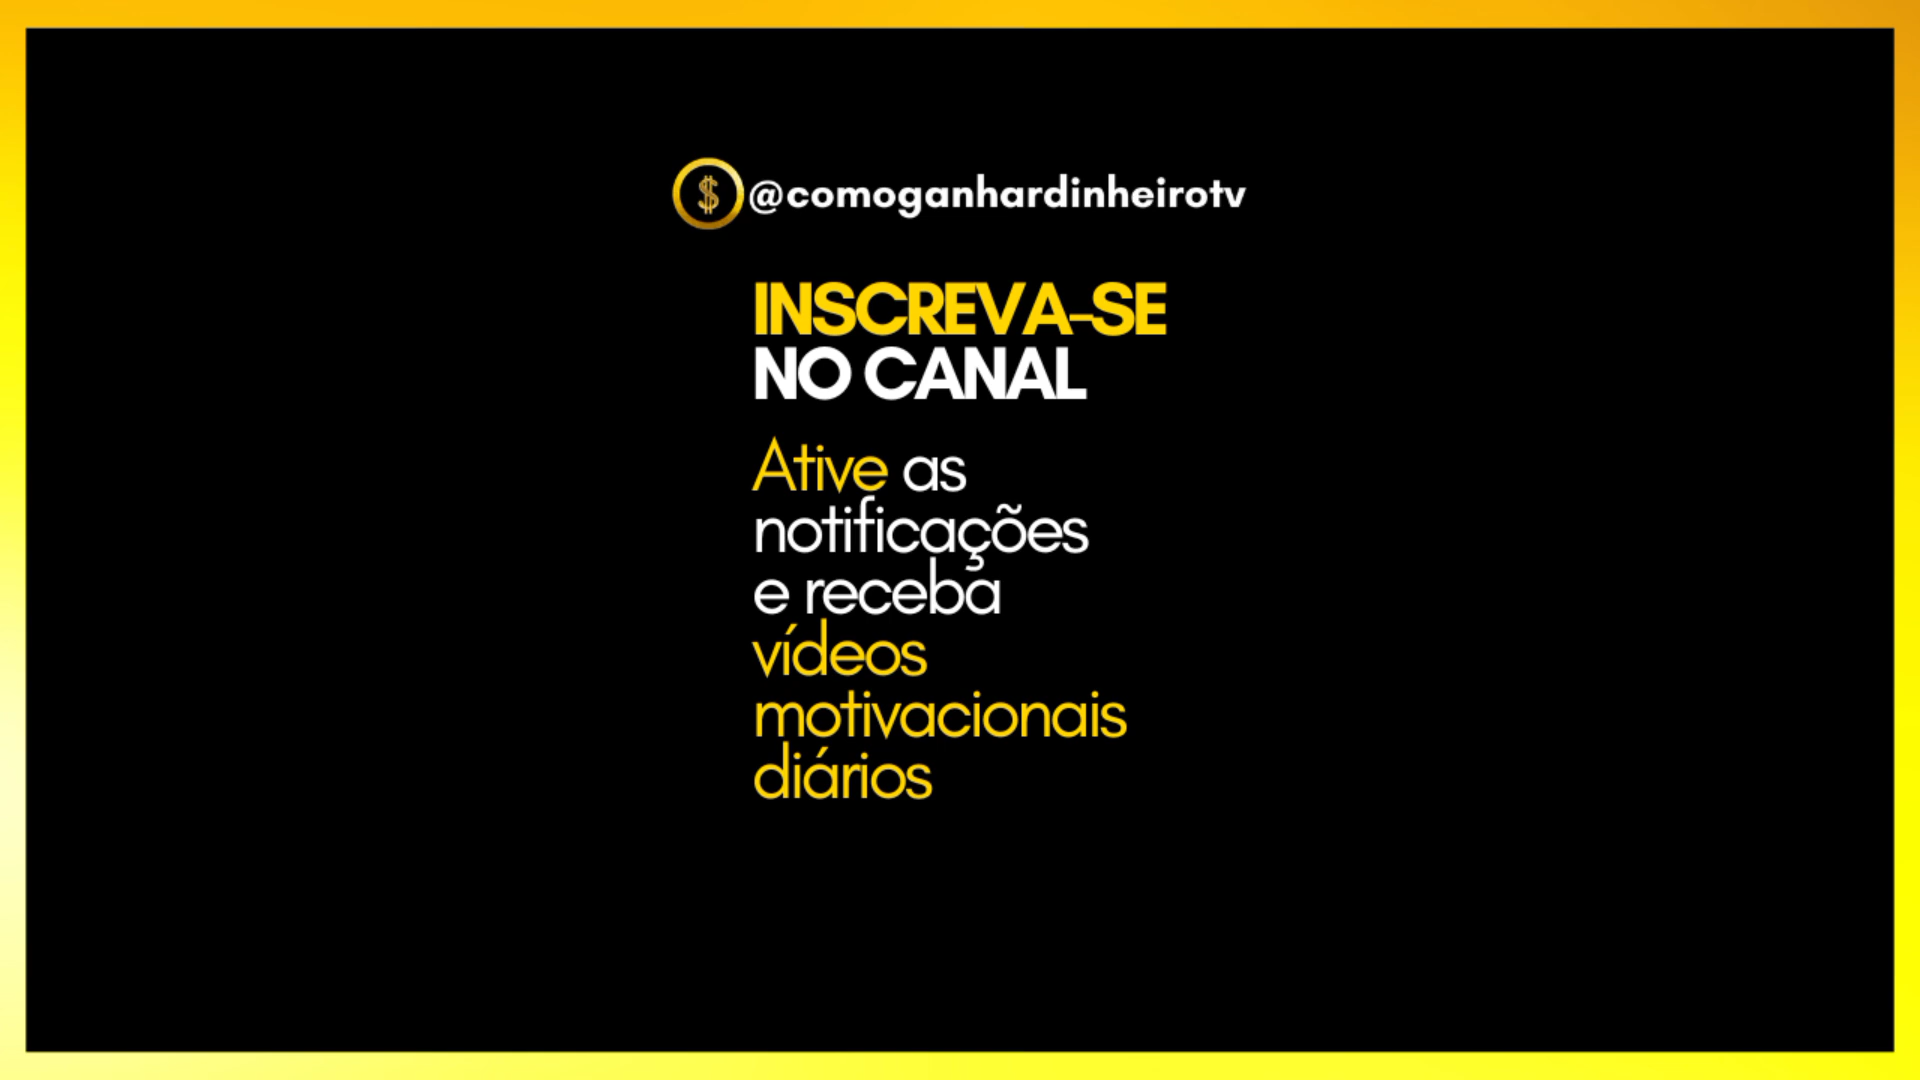 @comoganhardinheirotv
INSCREVA-SE
NO CANAL
Ative as
notificações
e receba
vídeos
motivacionais
diários